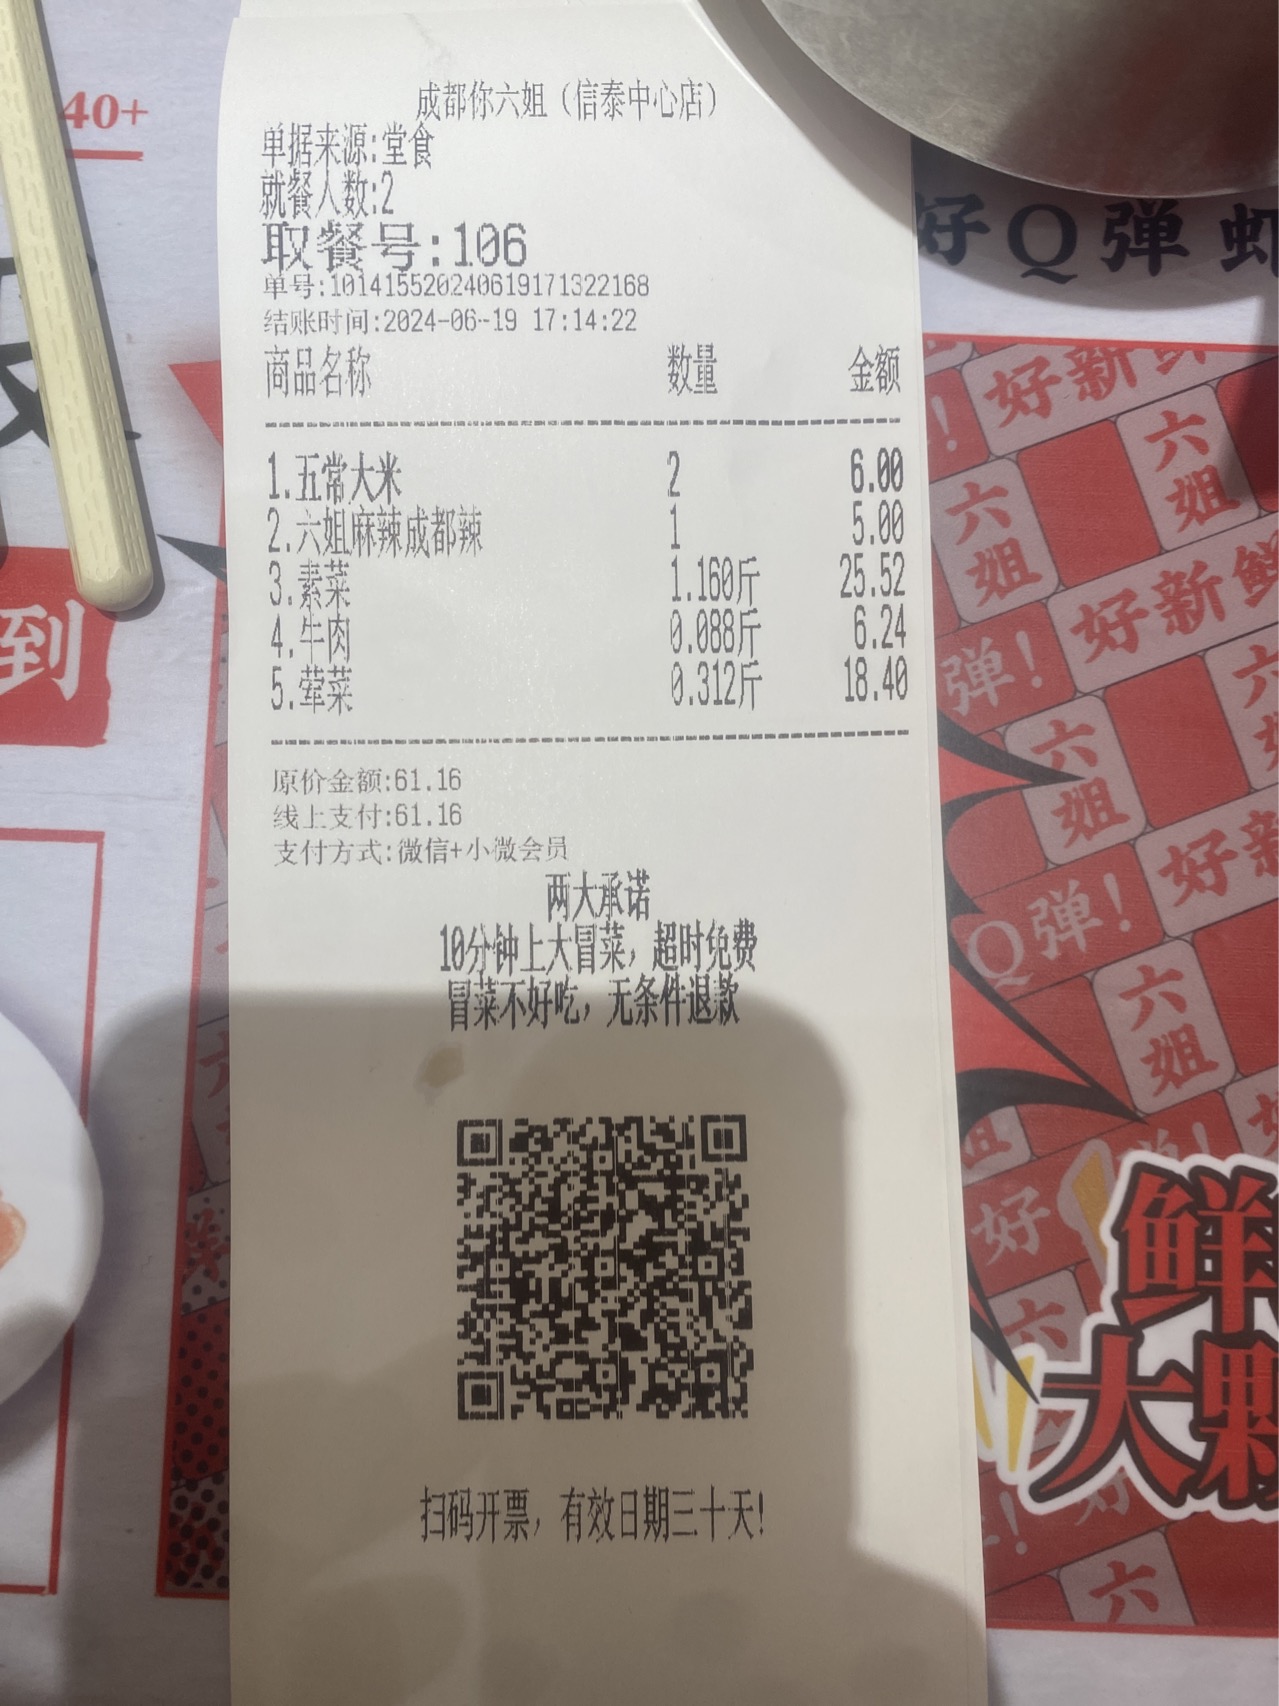 成都你六姐（信泰中心店）
单据来源:堂食
就餐人数:2
取餐号:106
单号:10141552024061917132​2168
结账时间:2024-06-19 17:14:22
商品名称 数量 金额
1.五常大米 2 6.00
2.六姐麻辣成都辣 1 5.00
3.素菜 1.160斤 25.52
4.牛肉 0.088斤 6.24
5.荤菜 0.312斤 18.40
原价金额:61.16
线上支付:61.16
支付方式:微信+小微会员
两大承诺
10分钟上大冒菜，超时免费
冒菜不好吃，无条件退款
扫码开票，有效日期三十天!
40+
到
好Q弹虾
好新鲜
六姐
六姐
好新鲜
弹!
六姐
好新
Q弹!
六姐
好
六
鲜
大颗
六